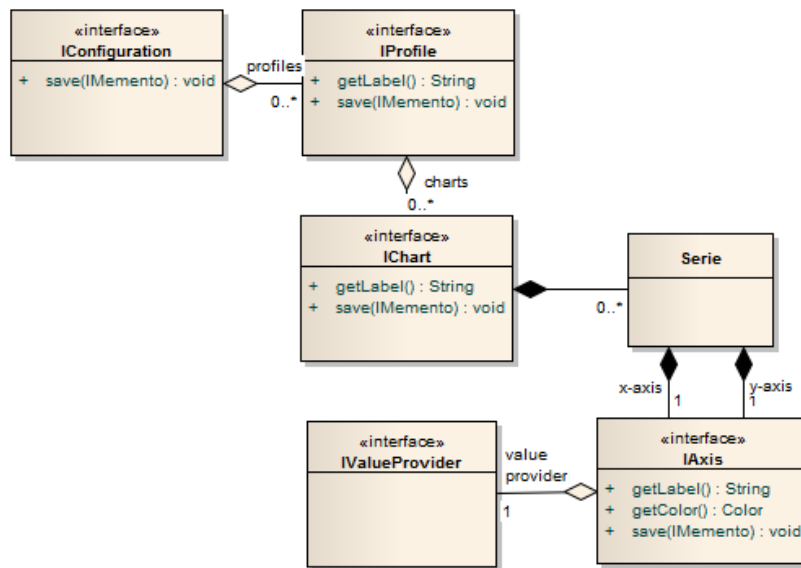 «interface»
IConfiguration
+ save(IMemento) : void
profiles
0..*
«interface»
IProfile
+ getLabel() : String
+ save(IMemento) : void
charts
0..*
«interface»
IChart
+ getLabel() : String
+ save(IMemento) : void
0..*
Serie
x-axis
1
y-axis
1
«interface»
IValueProvider
value
provider
1
«interface»
IAxis
+ getLabel() : String
+ getColor() : Color
+ save(IMemento) : void